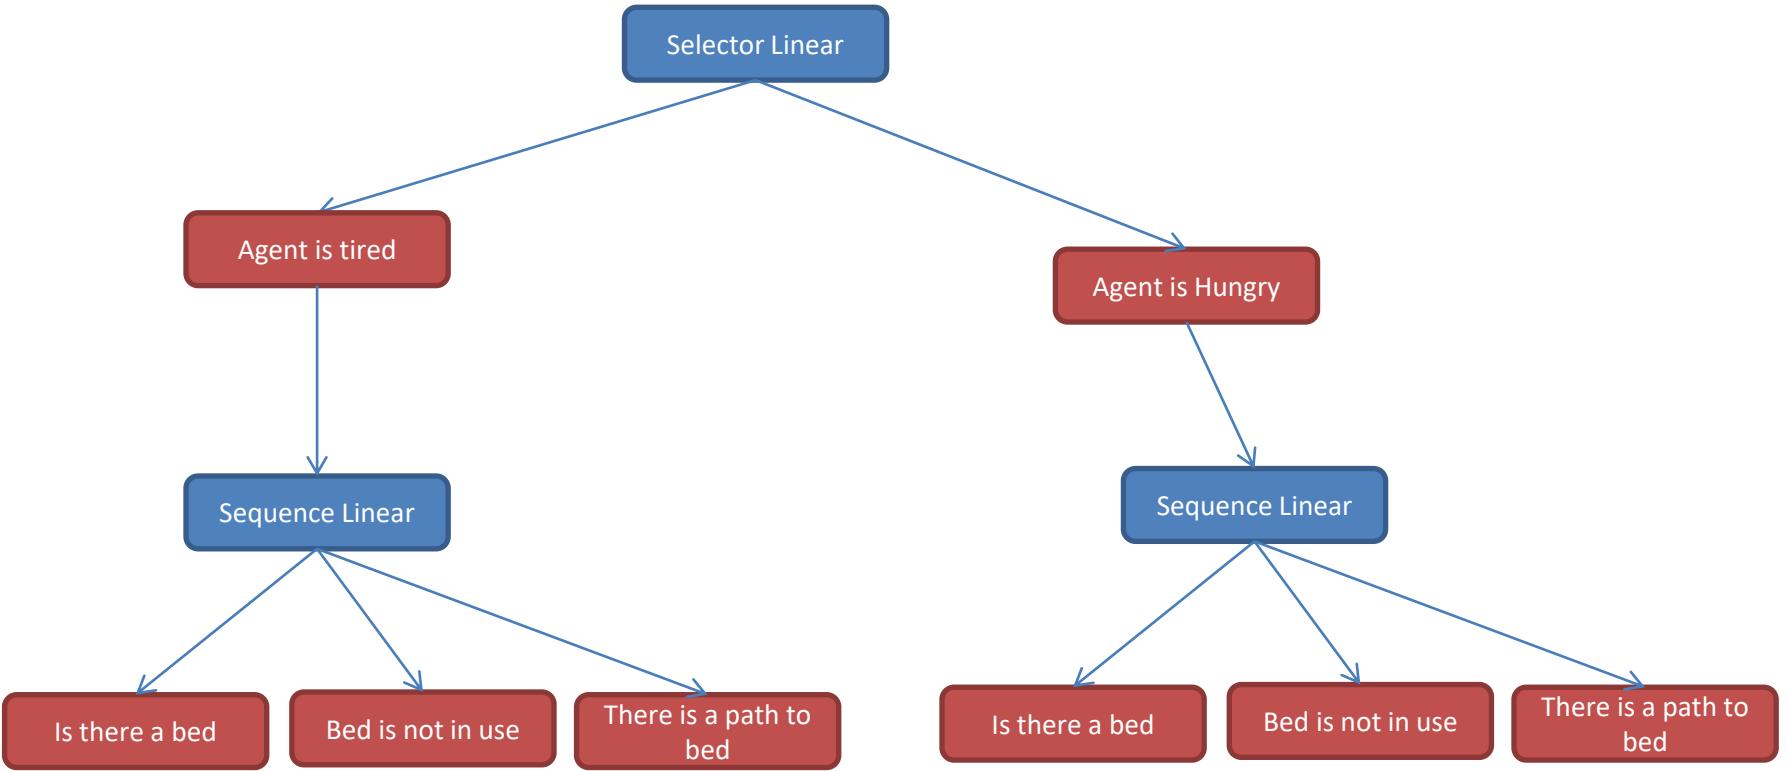 Selector Linear
Agent is tired
Agent is Hungry
Sequence Linear
Sequence Linear
Is there a bed
Bed is not in use
There is a path to
bed
Is there a bed
Bed is not in use
There is a path to
bed